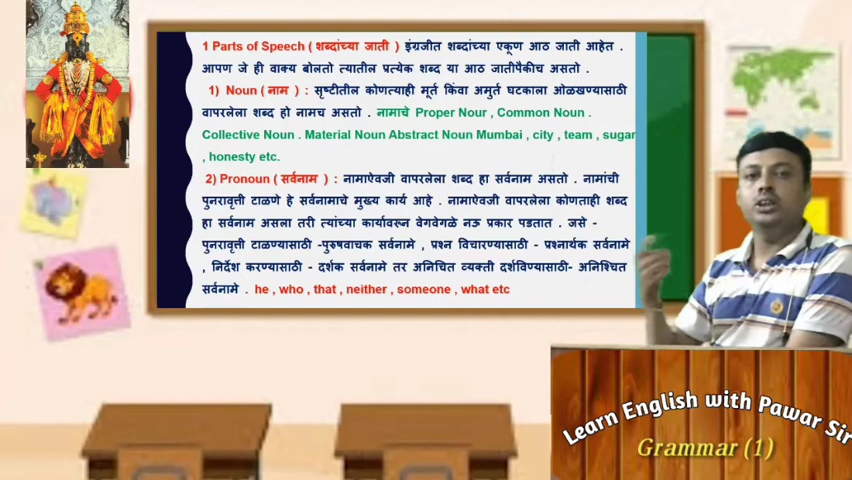 1 Parts of Speech ( शब्दांच्या जाती ) इंग्रजीत शब्दांच्या एकूण आठ जाती आहेत .
आपण जे ही वाक्य बोलतो त्यातील प्रत्येक शब्द या आठ जातीपैकीच असतो .
1) Noun ( नाम ) : सृष्टीतील कोणत्याही मूर्त किंवा अमुर्त घटकाला ओळखण्यासाठी
वापरलेला शब्द हो नामच असतो . नामाचे Proper Nour , Common Noun .
Collective Noun . Material Noun Abstract Noun Mumbai , city , team , sugar
, honesty etc.
2) Pronoun ( सर्वनाम ) : नामाऐवजी वापरलेला शब्द हा सर्वनाम असतो . नामांची
पुनरावृत्ती टाळणे हे सर्वनामाचे मुख्य कार्य आहे . नामाऐवजी वापरलेला कोणताही शब्द
हा सर्वनाम असला तरी त्यांच्या कार्यावरून वेगवेगळे नऊ प्रकार पडतात . जसे -
पुनरावृत्ती टाळण्यासाठी -पुरुषवाचक सर्वनामे , प्रश्न विचारण्यासाठी - प्रश्नार्थक सर्वनामे
, निर्देश करण्यासाठी - दर्शक सर्वनामे तर अनिचित व्यक्ती दर्शविण्यासाठी- अनिश्चित
सर्वनामे . he , who , that , neither , someone , what etc
Learn English with Pawar Sir
Grammar (1)